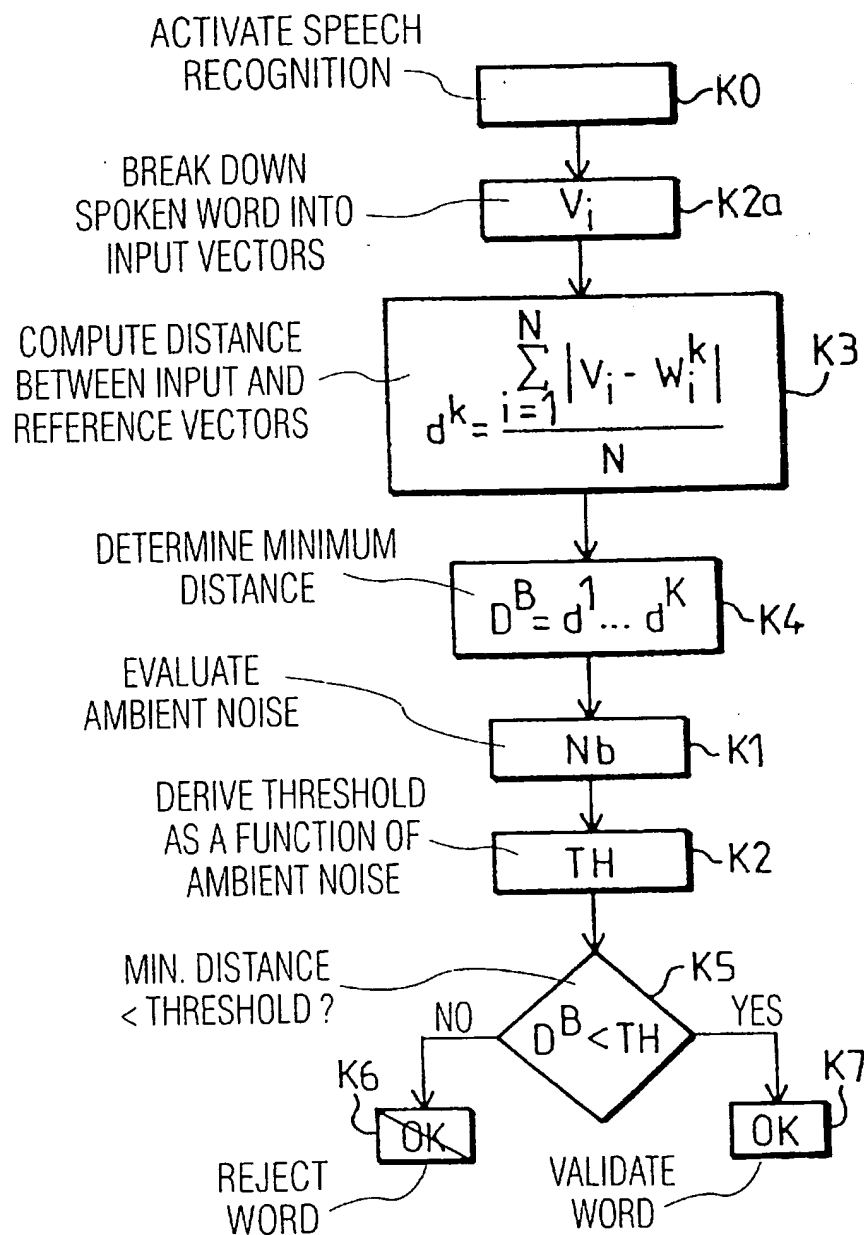 ACTIVATE SPEECH
RECOGNITION
K0
BREAK DOWN
SPOKEN WORD INTO
INPUT VECTORS
V_i
K2a
COMPUTE DISTANCE
BETWEEN INPUT AND
REFERENCE VECTORS
d^k = \frac{\sum_{i=1}^{N} |V_i - W_i^k|}{N}
K3
DETERMINE MINIMUM
DISTANCE
D^B = d^1 ... d^K
K4
EVALUATE
AMBIENT NOISE
Nb
K1
DERIVE THRESHOLD
AS A FUNCTION OF
AMBIENT NOISE
TH
K2
MIN. DISTANCE
< THRESHOLD ?
K5
NO
D^B < TH
YES
K6
OK
K7
OK
REJECT
WORD
VALIDATE
WORD